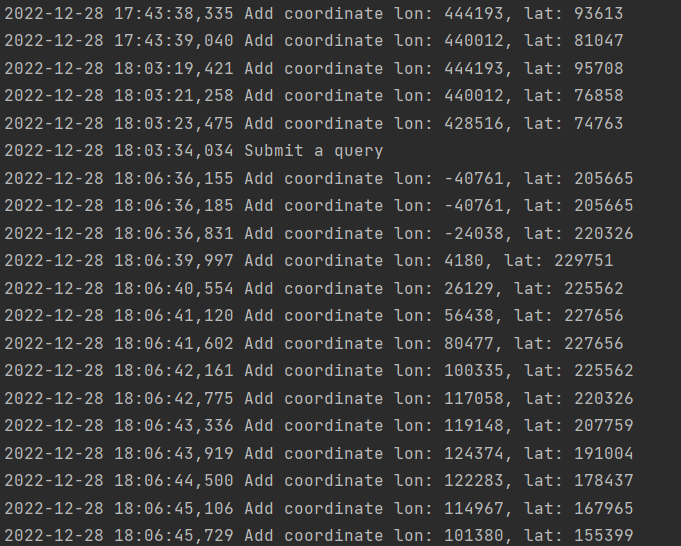 2022-12-28 17:43:38,335 Add coordinate lon: 444193, lat: 93613
2022-12-28 17:43:39,040 Add coordinate lon: 440012, lat: 81047
2022-12-28 18:03:19,421 Add coordinate lon: 444193, lat: 95708
2022-12-28 18:03:21,258 Add coordinate lon: 440012, lat: 76858
2022-12-28 18:03:23,475 Add coordinate lon: 428516, lat: 74763
2022-12-28 18:03:34,034 Submit a query
2022-12-28 18:06:36,155 Add coordinate lon: -40761, lat: 205665
2022-12-28 18:06:36,185 Add coordinate lon: -40761, lat: 205665
2022-12-28 18:06:36,831 Add coordinate lon: -24038, lat: 220326
2022-12-28 18:06:39,997 Add coordinate lon: 4180, lat: 229751
2022-12-28 18:06:40,554 Add coordinate lon: 26129, lat: 225562
2022-12-28 18:06:41,120 Add coordinate lon: 56438, lat: 227656
2022-12-28 18:06:41,602 Add coordinate lon: 80477, lat: 227656
2022-12-28 18:06:42,161 Add coordinate lon: 100335, lat: 225562
2022-12-28 18:06:42,775 Add coordinate lon: 117058, lat: 220326
2022-12-28 18:06:43,336 Add coordinate lon: 119148, lat: 207759
2022-12-28 18:06:43,919 Add coordinate lon: 124374, lat: 191004
2022-12-28 18:06:44,500 Add coordinate lon: 122283, lat: 178437
2022-12-28 18:06:45,106 Add coordinate lon: 114967, lat: 167965
2022-12-28 18:06:45,729 Add coordinate lon: 101380, lat: 155399